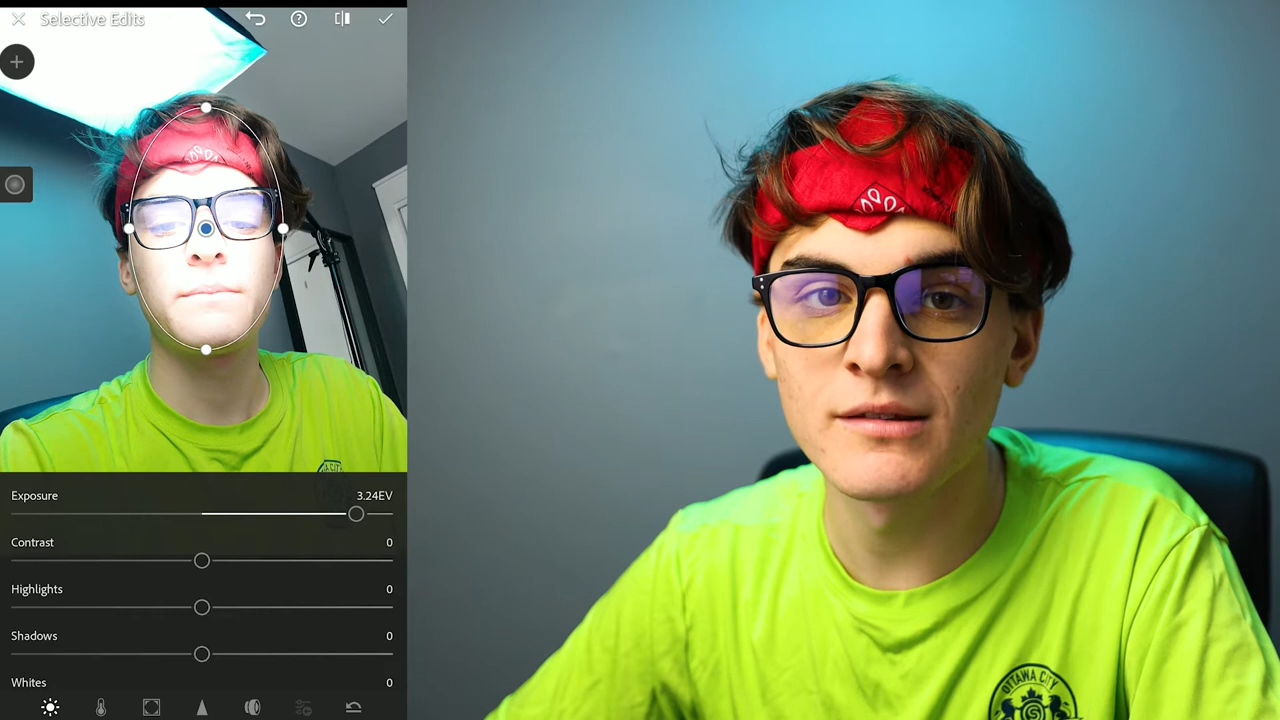 Selective Edits
Exposure 3.24EV
Contrast 0
Highlights 0
Shadows 0
Whites 0
OTTAWA CITY